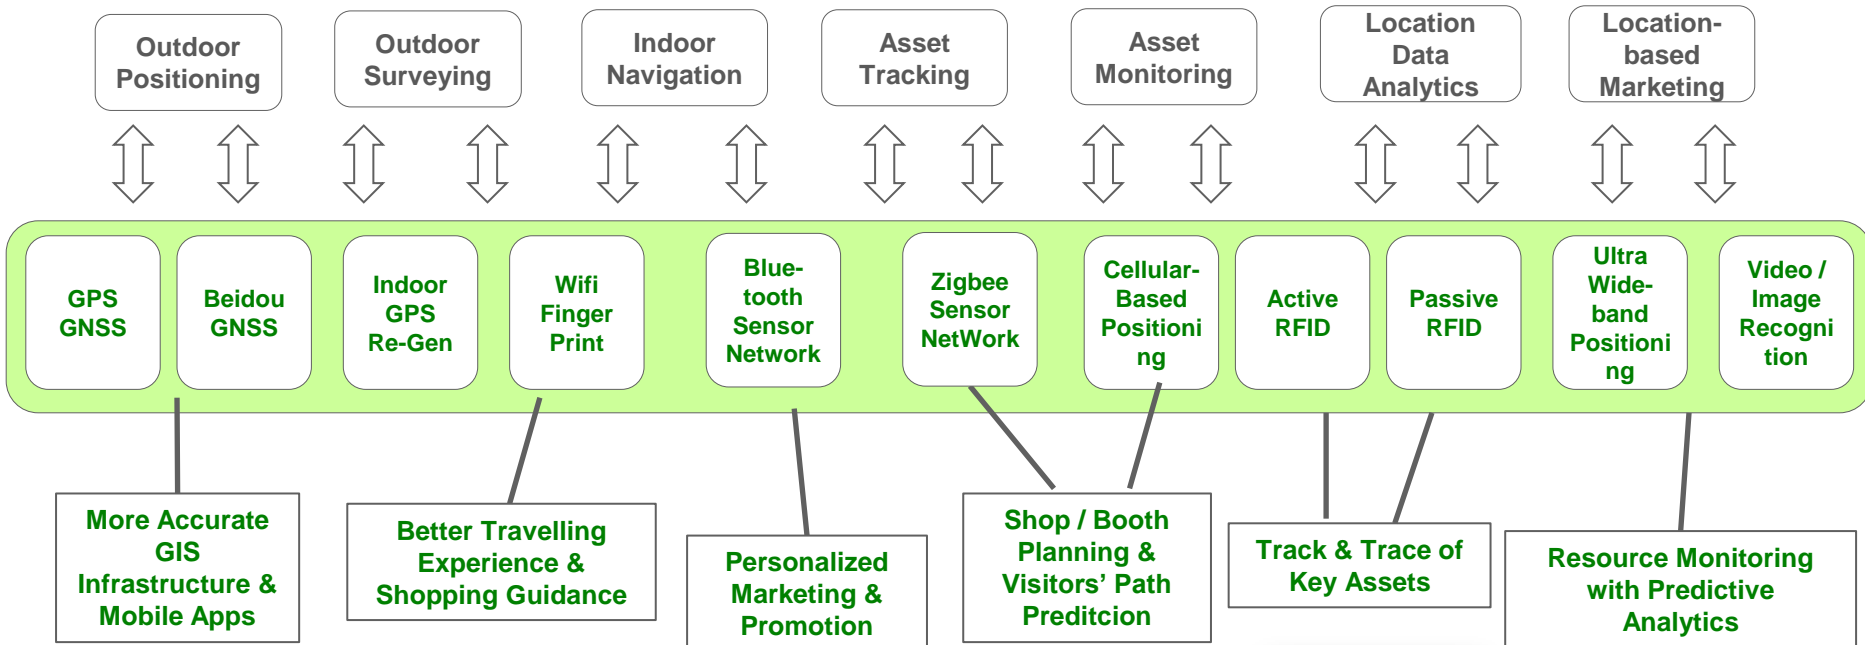 Outdoor
Positioning
Outdoor
Surveying
Indoor
Navigation
Asset
Tracking
Asset
Monitoring
Location
Data
Analytics
Location-
based
Marketing
GPS
GNSS
Beidou
GNSS
Indoor
GPS
Re-Gen
Wifi
Finger
Print
Blue-
tooth
Sensor
Network
Zigbee
Sensor
NetWork
Cellular-
Based
Positioni
ng
Active
RFID
Passive
RFID
Ultra
Wide-
band
Positioni
ng
Video /
Image
Recogni
tion
More Accurate
GIS
Infrastructure &
Mobile Apps
Better Travelling
Experience &
Shopping Guidance
Personalized
Marketing &
Promotion
Shop / Booth
Planning &
Visitors’ Path
Preditcion
Track & Trace of
Key Assets
Resource Monitoring
with Predictive
Analytics